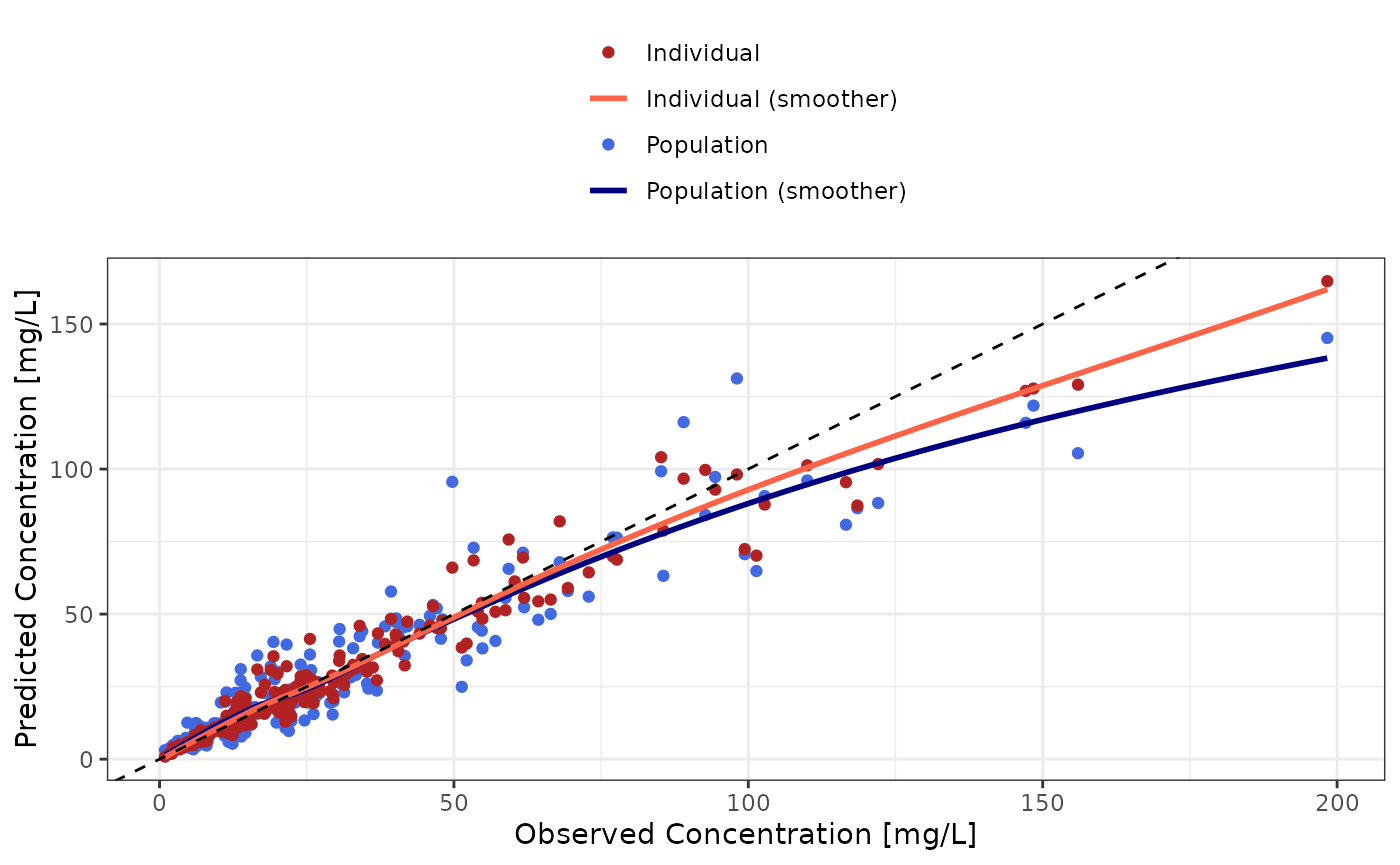 Individual
Individual (smoother)
Population
Population (smoother)
Predicted Concentration [mg/L]
150
100
50
0
0 50 100 150 200
Observed Concentration [mg/L]